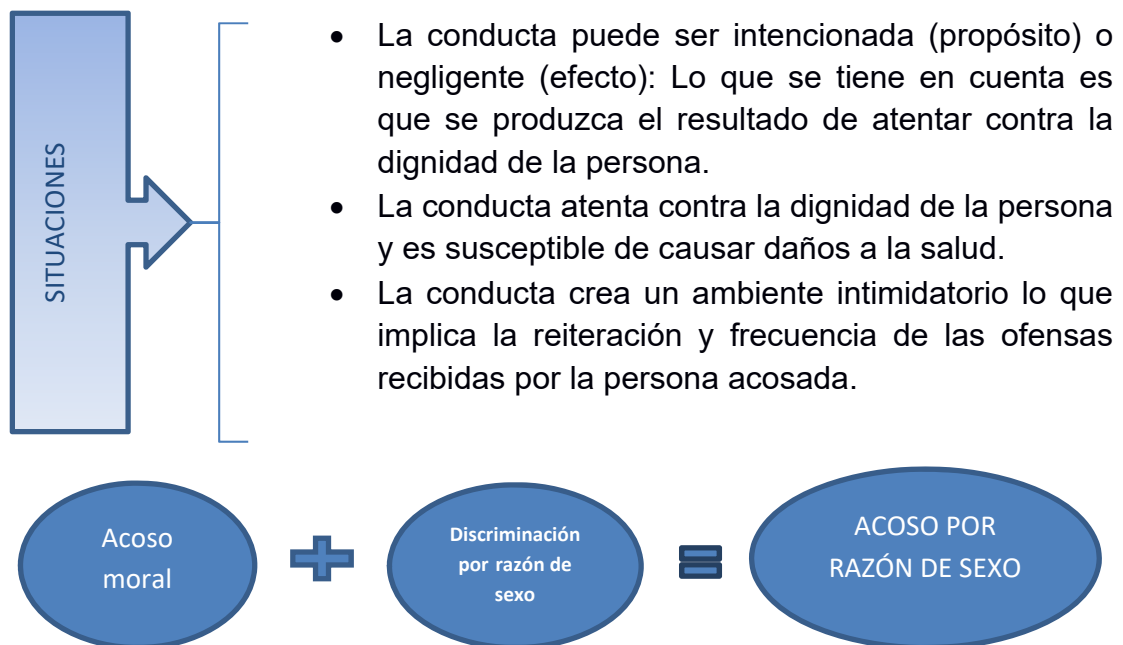 SITUACIONES
• La conducta puede ser intencionada (propósito) o
negligente (efecto): Lo que se tiene en cuenta es
que se produzca el resultado de atentar contra la
dignidad de la persona.
• La conducta atenta contra la dignidad de la persona
y es susceptible de causar daños a la salud.
• La conducta crea un ambiente intimidatorio lo que
implica la reiteración y frecuencia de las ofensas
recibidas por la persona acosada.
Acoso
moral
Discriminación
por razón de
sexo
ACOSO POR
RAZÓN DE SEXO